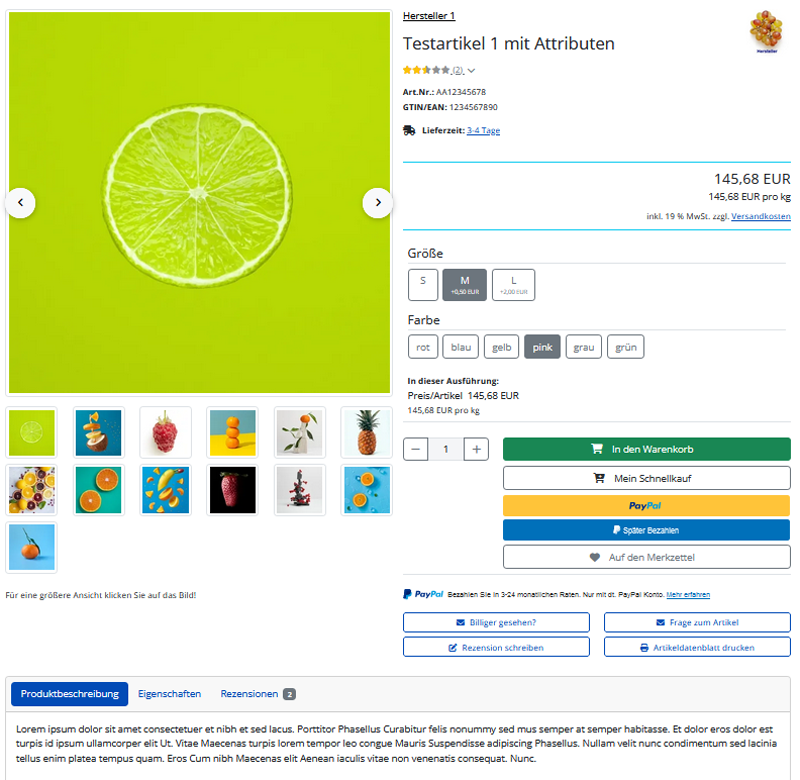 Hersteller 1
Hersteller
Testartikel 1 mit Attributen
(2)
Art.Nr.: AA12345678
GTIN/EAN: 1234567890
Lieferzeit: 3-4 Tage
145,68 EUR
145,68 EUR pro kg
inkl. 19 % MwSt. zzgl. Versandkosten
Größe
S M L
+0,50 EUR +2,00 EUR
Farbe
rot blau gelb pink grau grün
In dieser Ausführung:
Preis/Artikel 145,68 EUR
145,68 EUR pro kg
1
In den Warenkorb
Mein Schnellkauf
PayPal
Später Bezahlen
Auf den Merkzettel
Für eine größere Ansicht klicken Sie auf das Bild!
PayPal Bezahlen Sie in 3-24 monatlichen Raten. Nur mit dt. PayPal Konto. Mehr erfahren
Billiger gesehen? Frage zum Artikel
Rezension schreiben Artikeldatenblatt drucken
Produktbeschreibung Eigenschaften Rezensionen 2
Lorem ipsum dolor sit amet consectetuer et nibh et sed lacus. Porttitor Phasellus Curabitur felis nonummy sed mus semper at semper habitasse. Et dolor eros dolor est
turpis id ipsum ullamcorper elit Ut. Vitae Maecenas turpis lorem tempor leo congue Mauris Suspendisse adipiscing Phasellus. Nullam velit nunc condimentum sed lacinia
tellus enim platea tempus quam. Eros Cum nibh Maecenas elit Aenean iaculis vitae non venenatis consequat. Nunc.